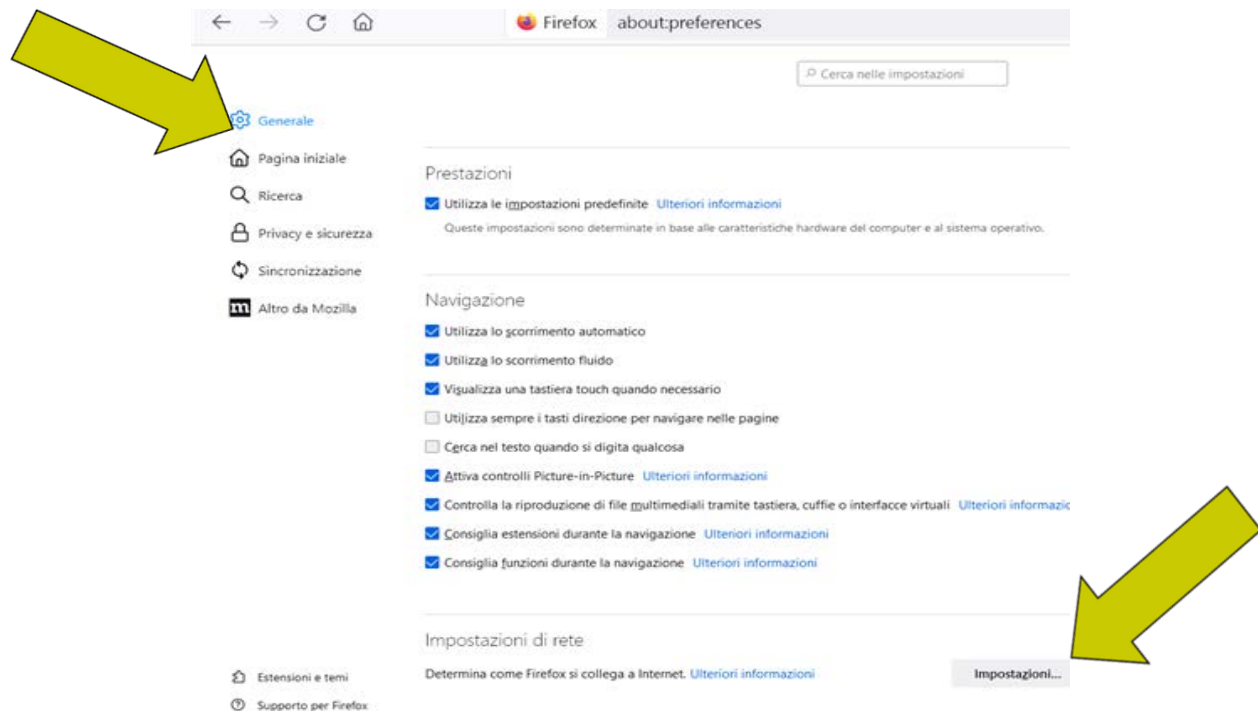 Firefox about:preferences
Cerca nelle impostazioni
Generale
Pagina iniziale
Ricerca
Privacy e sicurezza
Sincronizzazione
m Altro da Mozilla
Prestazioni
Utilizza le impostazioni predefinite Ulteriori informazioni
Queste impostazioni sono determinate in base alle caratteristiche hardware del computer e al sistema operativo.
Navigazione
Utilizza lo scorrimento automatico
Utilizza lo scorrimento fluido
Visualizza una tastiera touch quando necessario
Utilizza sempre i tasti direzione per navigare nelle pagine
Cerca nel testo quando si digita qualcosa
Attiva controlli Picture-in-Picture Ulteriori informazioni
Controlla la riproduzione di file multimediali tramite tastiera, cuffie o interfacce virtuali Ulteriori informazio
Consiglia estensioni durante la navigazione Ulteriori informazioni
Consiglia funzioni durante la navigazione Ulteriori informazioni
Impostazioni di rete
Determina come Firefox si collega a Internet. Ulteriori informazioni Impostazioni...
Estensioni e temi
Supporto per Firefox